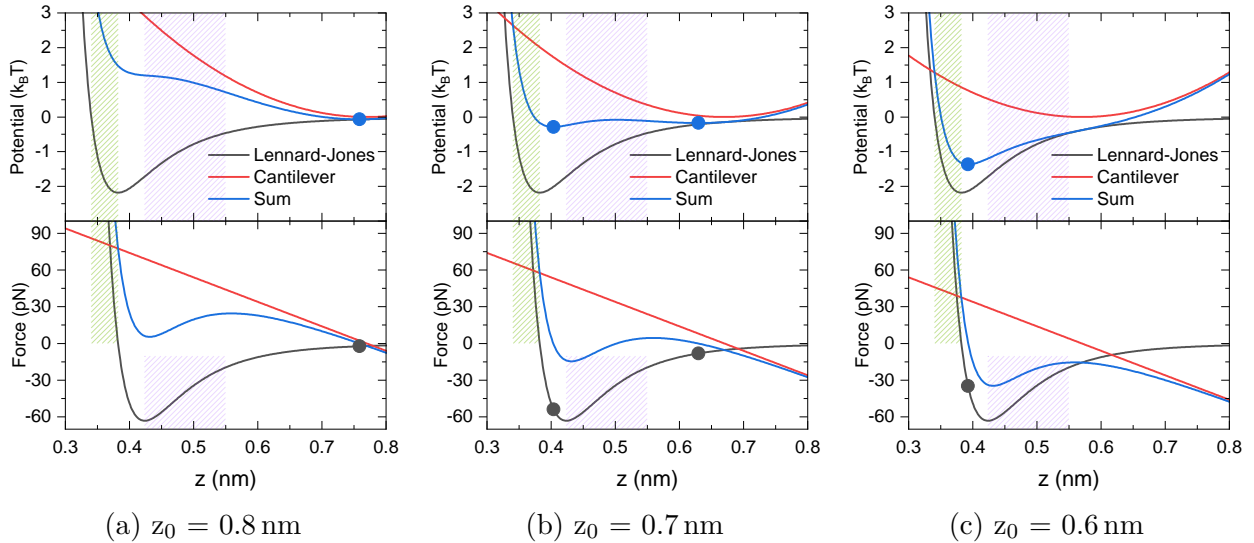 3
2
1
0
-1
-2
Potential (k_BT)
Lennard-Jones
Cantilever
Sum
90
60
30
0
-30
-60
Force (pN)
0.3 0.4 0.5 0.6 0.7 0.8
z (nm)
(a) z₀ = 0.8 nm
3
2
1
0
-1
-2
Potential (k_BT)
Lennard-Jones
Cantilever
Sum
90
60
30
0
-30
-60
Force (pN)
0.3 0.4 0.5 0.6 0.7 0.8
z (nm)
(b) z₀ = 0.7 nm
3
2
1
0
-1
-2
Potential (k_BT)
Lennard-Jones
Cantilever
Sum
90
60
30
0
-30
-60
Force (pN)
0.3 0.4 0.5 0.6 0.7 0.8
z (nm)
(c) z₀ = 0.6 nm